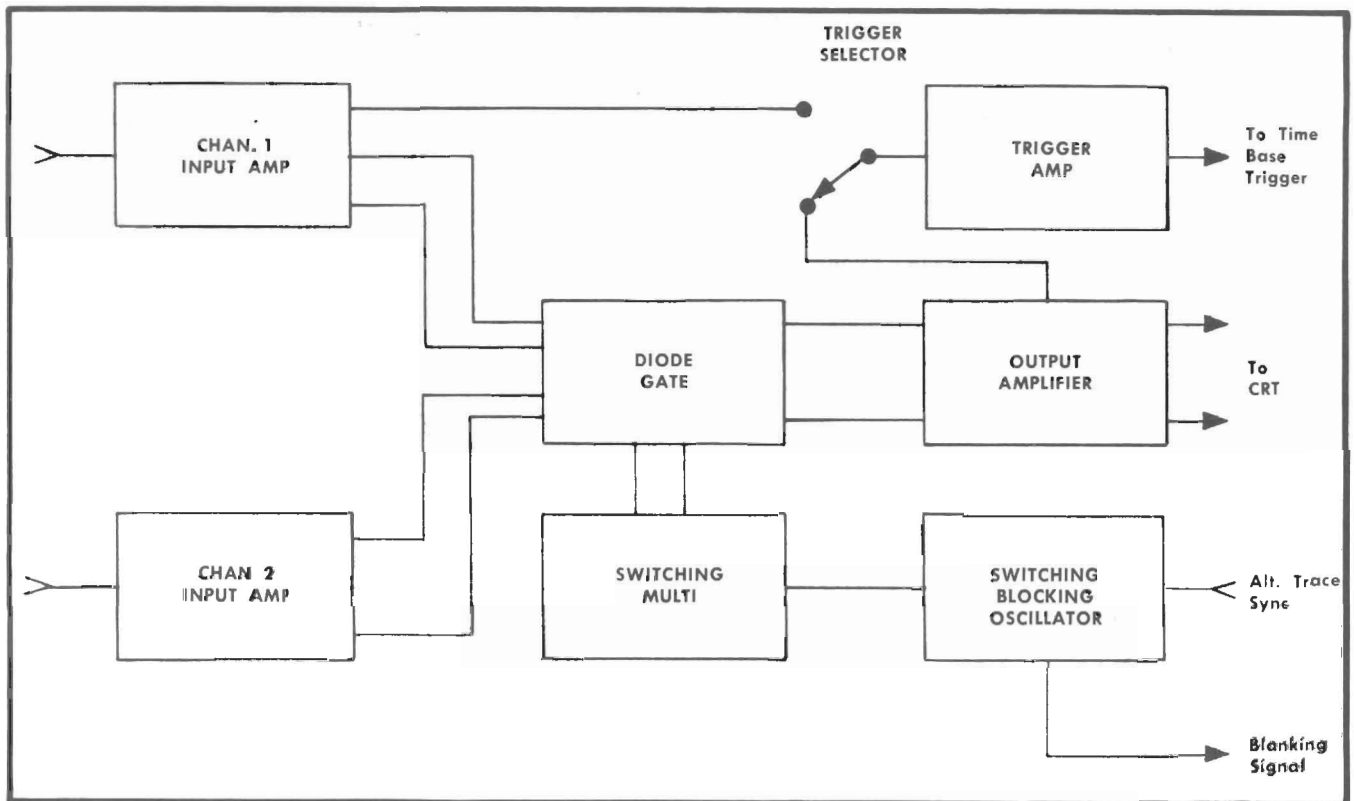 TRIGGER
SELECTOR
CHAN. 1
INPUT AMP
TRIGGER
AMP
To Time
Base
Trigger
DIODE
GATE
OUTPUT
AMPLIFIER
To
CRT
CHAN 2
INPUT AMP
SWITCHING
MULTI
SWITCHING
BLOCKING
OSCILLATOR
Alt. Trace
Sync
Blanking
Signal